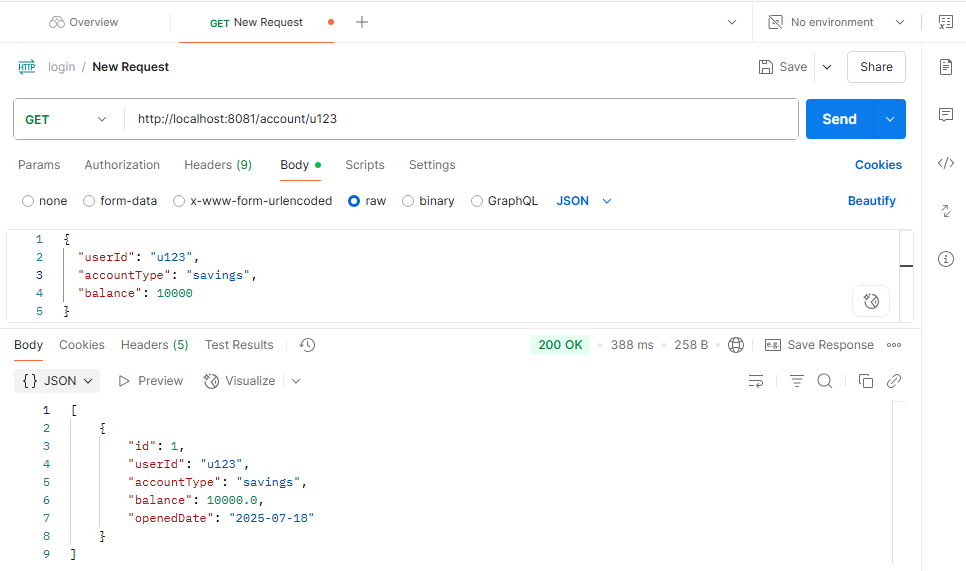 Overview
GET New Request
No environment
HTTP login / New Request
Save
Share
GET
http://localhost:8081/account/u123
Send
Params Authorization Headers (9) Body Scripts Settings Cookies
none form-data x-www-form-urlencoded raw binary GraphQL JSON Beautify
1 {
2 "userId": "u123",
3 "accountType": "savings",
4 "balance": 10000
5 }
Body Cookies Headers (5) Test Results 200 OK 388 ms 258 B e.g. Save Response
{} JSON Preview Visualize
1 [
2 {
3 "id": 1,
4 "userId": "u123",
5 "accountType": "savings",
6 "balance": 10000.0,
7 "openedDate": "2025-07-18"
8 }
9 ]